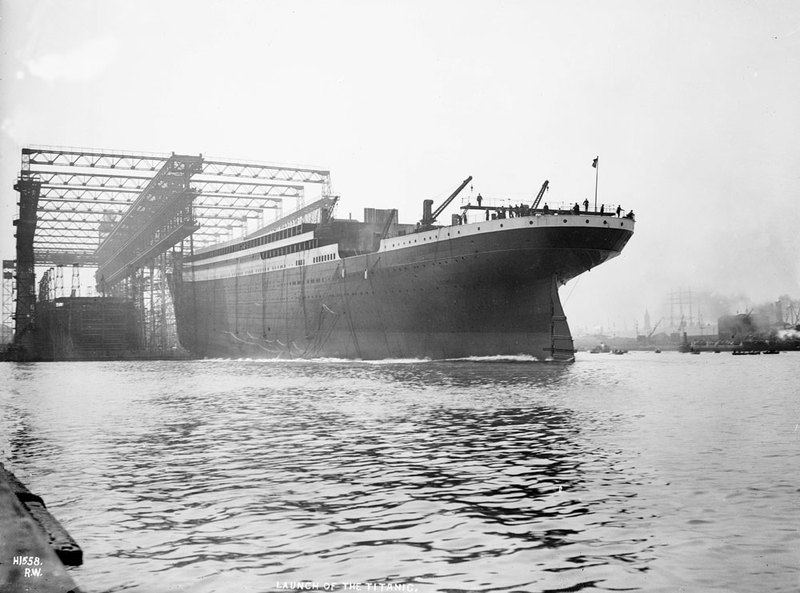 H1558.
R.W.
LAUNCH OF THE TITANIC.